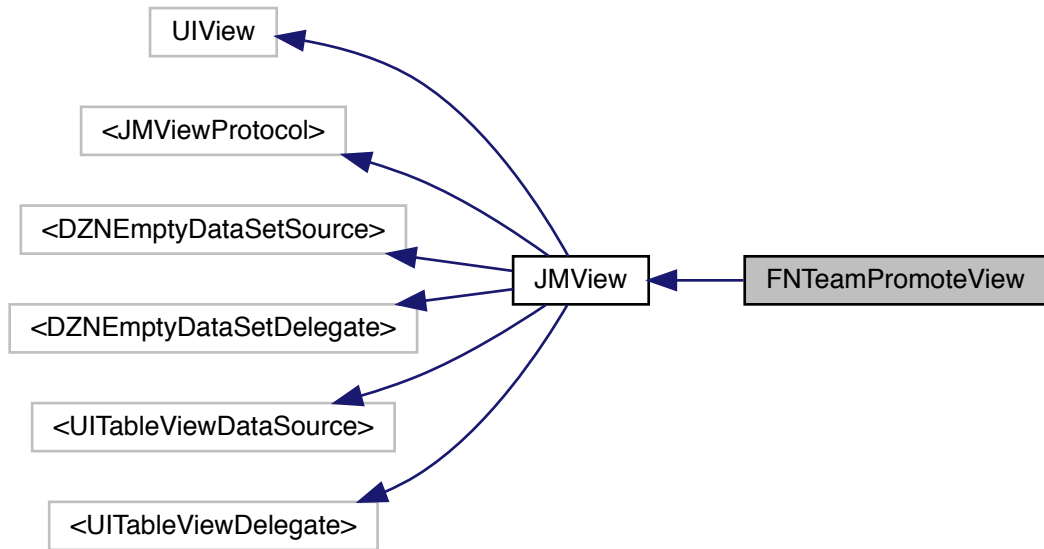 UIView
<JMViewProtocol>
<DZNEmptyDataSetSource>
JMView
FNTeamPromoteView
<DZNEmptyDataSetDelegate>
<UITableViewDataSource>
<UITableViewDelegate>